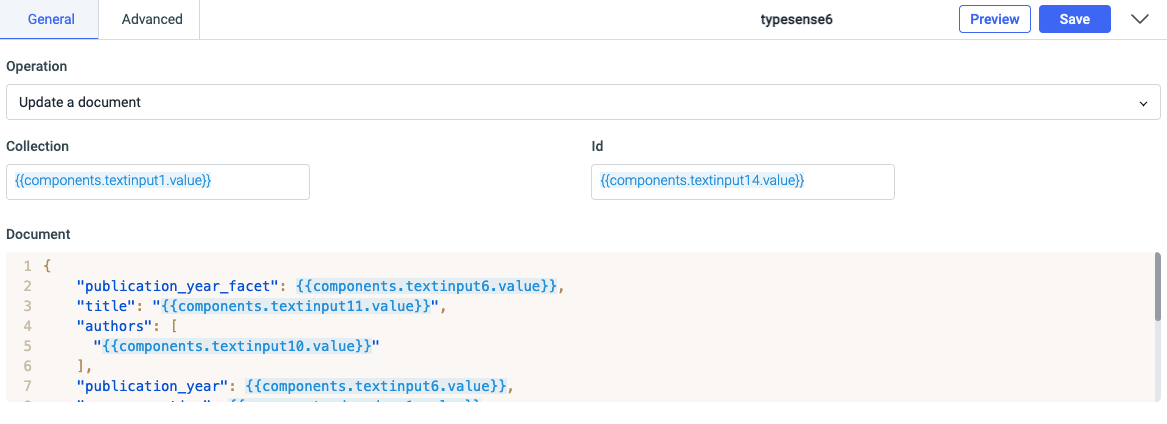 General Advanced typesense6 Preview Save
Operation
Update a document
Collection Id
{{components.textinput1.value}} {{components.textinput14.value}}
Document
1 {
2 "publication_year_facet": {{components.textinput6.value}},
3 "title": "{{components.textinput11.value}}",
4 "authors": [
5 "{{components.textinput10.value}}"
6 ],
7 "publication_year": {{components.textinput6.value}},